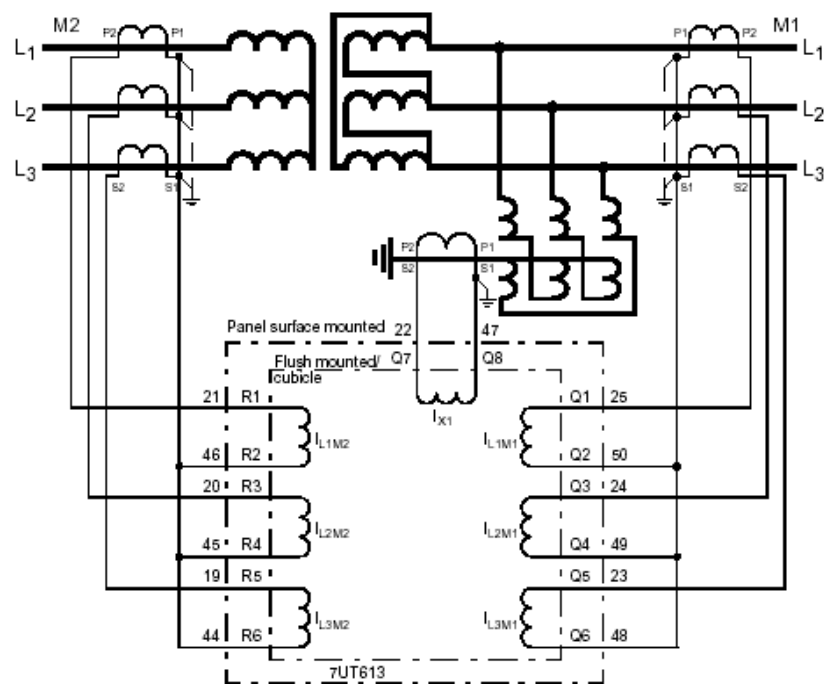 M2 P2 P1 P1 P2 M1
L1 L1
L2 L2
L3 L3
S2 S1 S1 S2
P2 P1
S2 S1
Panel surface mounted 22 47
Flush mounted/ Q7 Q8
cubicle
IX1
21 R1 Q1 25
IL1M2 IL1M1
46 R2 Q2 50
20 R3 Q3 24
IL2M2 IL2M1
45 R4 Q4 49
19 R5 Q5 23
IL3M2 IL3M1
44 R6 Q6 48
7UT613